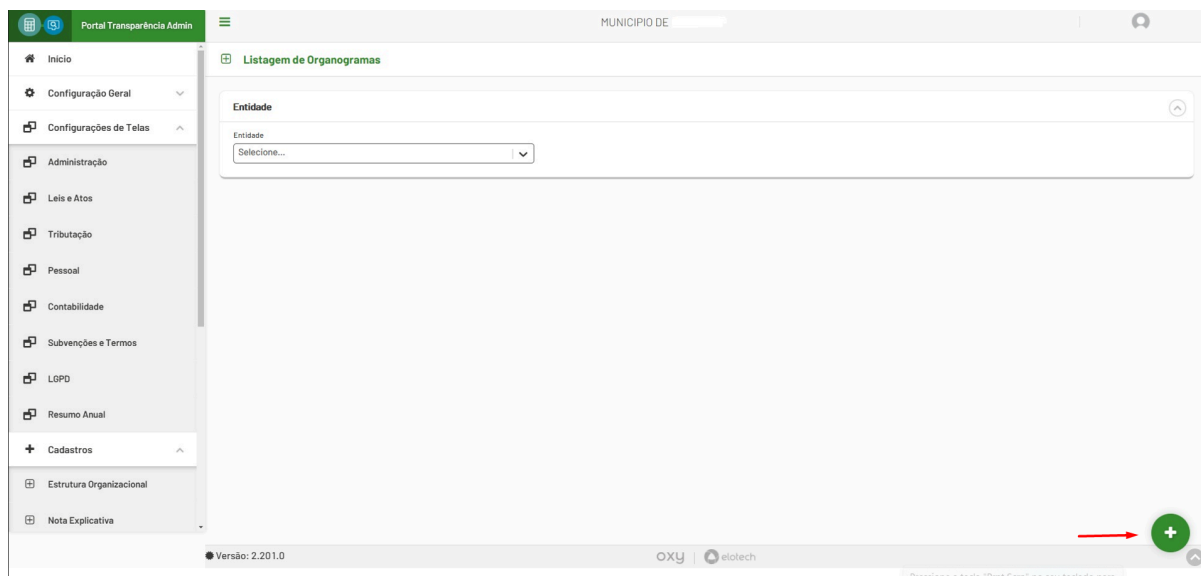 Portal Transparência Admin
MUNICIPIO DE
Início
Configuração Geral
Configurações de Telas
Administração
Leis e Atos
Tributação
Pessoal
Contabilidade
Subvenções e Termos
LGPD
Resumo Anual
Cadastros
Estrutura Organizacional
Nota Explicativa
Listagem de Organogramas
Entidade
Entidade
Selecione...
Versão: 2.201.0
oxy | elotech